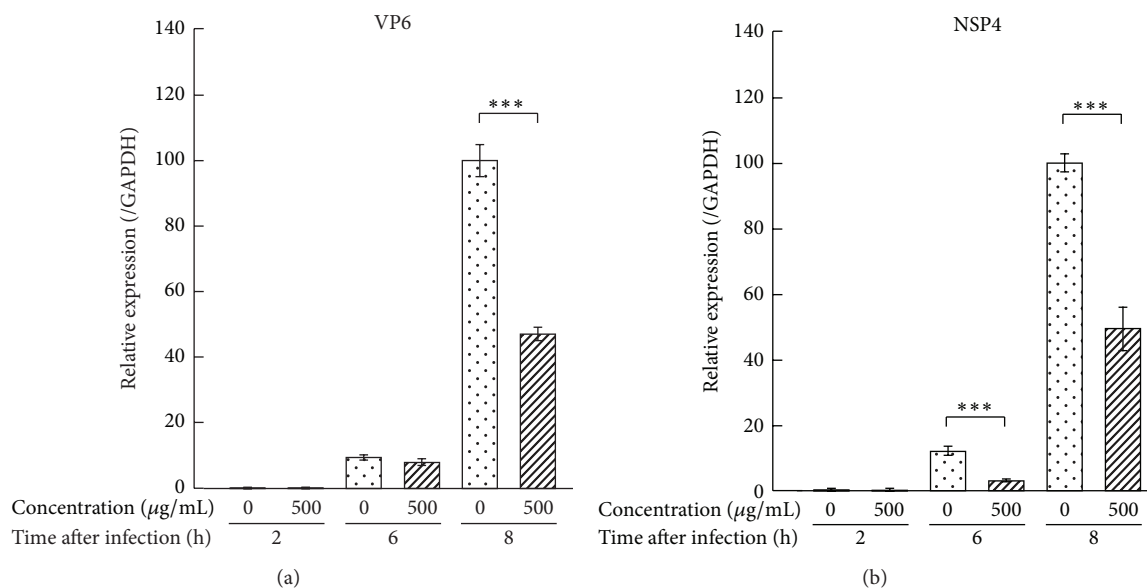 VP6
140
120
100
80
60
40
20
0
Relative expression (/GAPDH)
***
Concentration (μg/mL) 0 500 0 500 0 500
Time after infection (h) 2 6 8
(a)
NSP4
140
120
100
80
60
40
20
0
Relative expression (/GAPDH)
***
***
Concentration (μg/mL) 0 500 0 500 0 500
Time after infection (h) 2 6 8
(b)